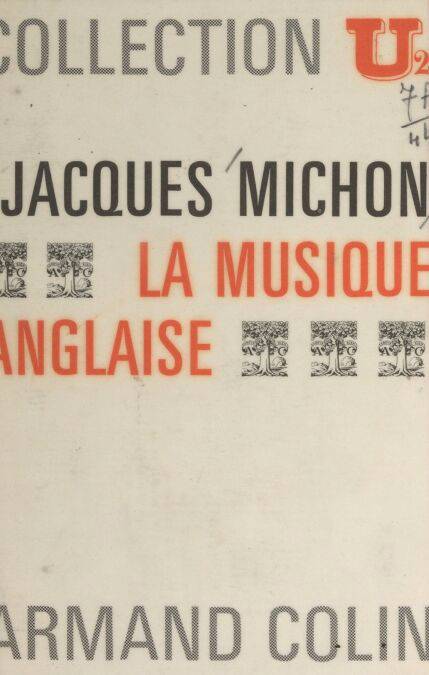 COLLECTION U2
JACQUES MICHON
LA MUSIQUE
ANGLAISE
ARMAND COLIN